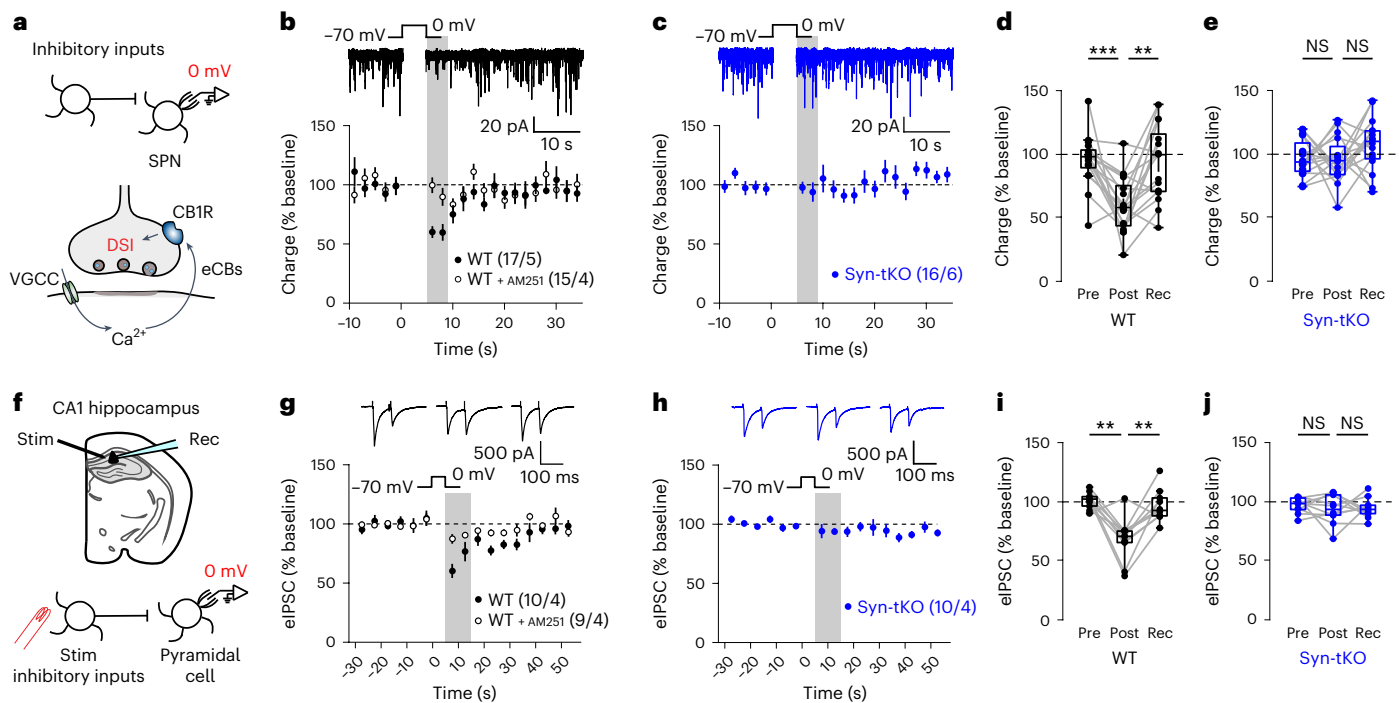 a
Inhibitory inputs
0 mV
SPN
CB1R
DSI
VGCC
eCBs
Ca²⁺
b
−70 mV
0 mV
20 pA
10 s
Charge (% baseline)
150
100
50
0
WT (17/5)
WT + AM251 (15/4)
−10 0 10 20 30
Time (s)
c
−70 mV
0 mV
20 pA
10 s
Charge (% baseline)
150
100
50
0
Syn-tKO (16/6)
−10 0 10 20 30
Time (s)
d
*** **
Charge (% baseline)
150
100
50
0
Pre Post Rec
WT
e
NS NS
Charge (% baseline)
150
100
50
0
Pre Post Rec
Syn-tKO
f
CA1 hippocampus
Stim
Rec
0 mV
Stim
inhibitory inputs
Pyramidal
cell
g
500 pA
100 ms
−70 mV
0 mV
eIPSC (% baseline)
150
100
50
0
WT (10/4)
WT + AM251 (9/4)
−30 −20 −10 0 10 20 30 40 50
Time (s)
h
500 pA
100 ms
−70 mV
0 mV
eIPSC (% baseline)
150
100
50
0
Syn-tKO (10/4)
−30 −20 −10 0 10 20 30 40 50
Time (s)
i
** **
eIPSC (% baseline)
150
100
50
0
Pre Post Rec
WT
j
NS NS
eIPSC (% baseline)
150
100
50
0
Pre Post Rec
Syn-tKO